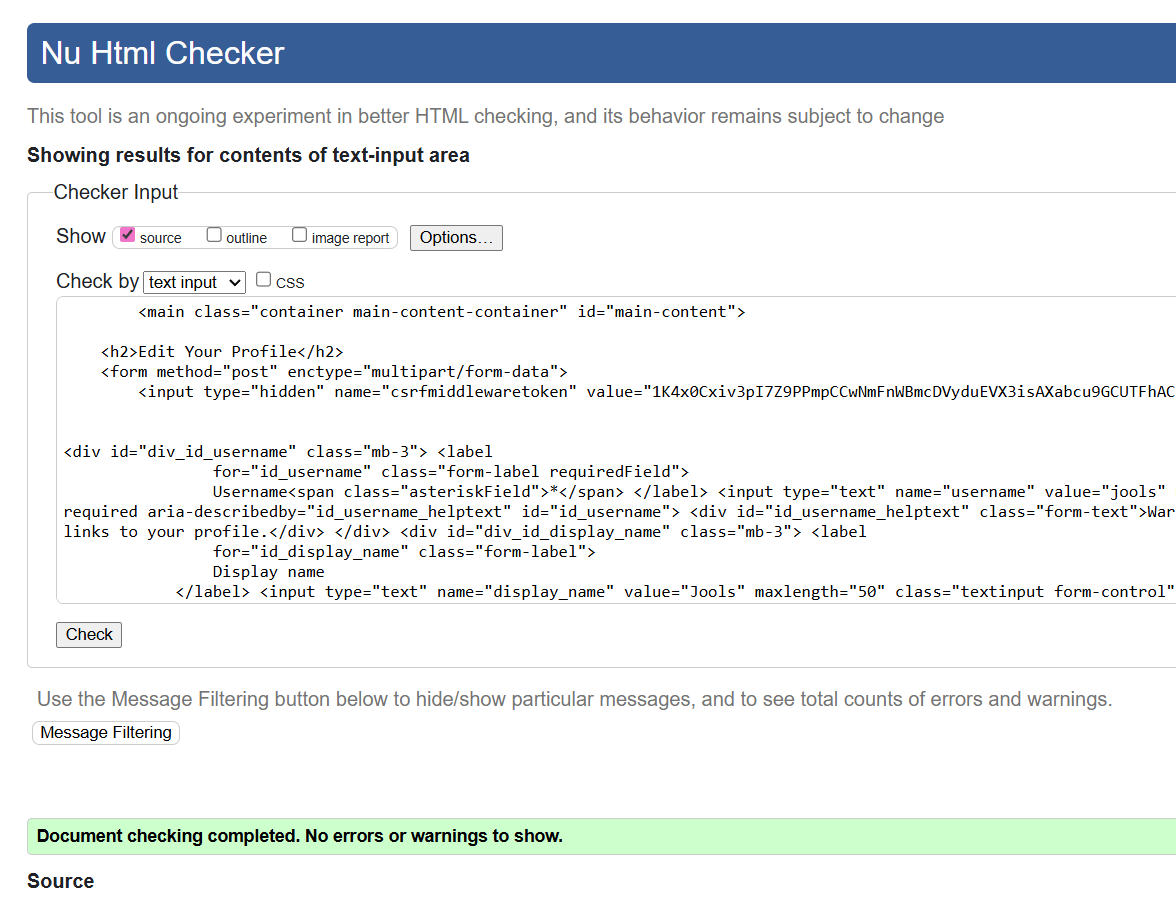 Nu Html Checker
This tool is an ongoing experiment in better HTML checking, and its behavior remains subject to change
Showing results for contents of text-input area
Checker Input
Show source outline image report Options...
Check by text input CSS
<main class="container main-content-container" id="main-content">
<h2>Edit Your Profile</h2>
<form method="post" enctype="multipart/form-data">
<input type="hidden" name="csrfmiddlewaretoken" value="1K4x0Cxiv3pI7Z9PPmpCCwNmFnWBmcDVyduEVX3isAXabcu9GCUTFhAC
<div id="div_id_username" class="mb-3"> <label
for="id_username" class="form-label requiredField">
Username<span class="asteriskField">*</span> </label> <input type="text" name="username" value="jools"
required aria-describedby="id_username_helptext" id="id_username"> <div id="id_username_helptext" class="form-text">War
links to your profile.</div> </div> <div id="div_id_display_name" class="mb-3"> <label
for="id_display_name" class="form-label">
Display name
</label> <input type="text" name="display_name" value="Jools" maxlength="50" class="textinput form-control"
Check
Use the Message Filtering button below to hide/show particular messages, and to see total counts of errors and warnings.
Message Filtering
Document checking completed. No errors or warnings to show.
Source